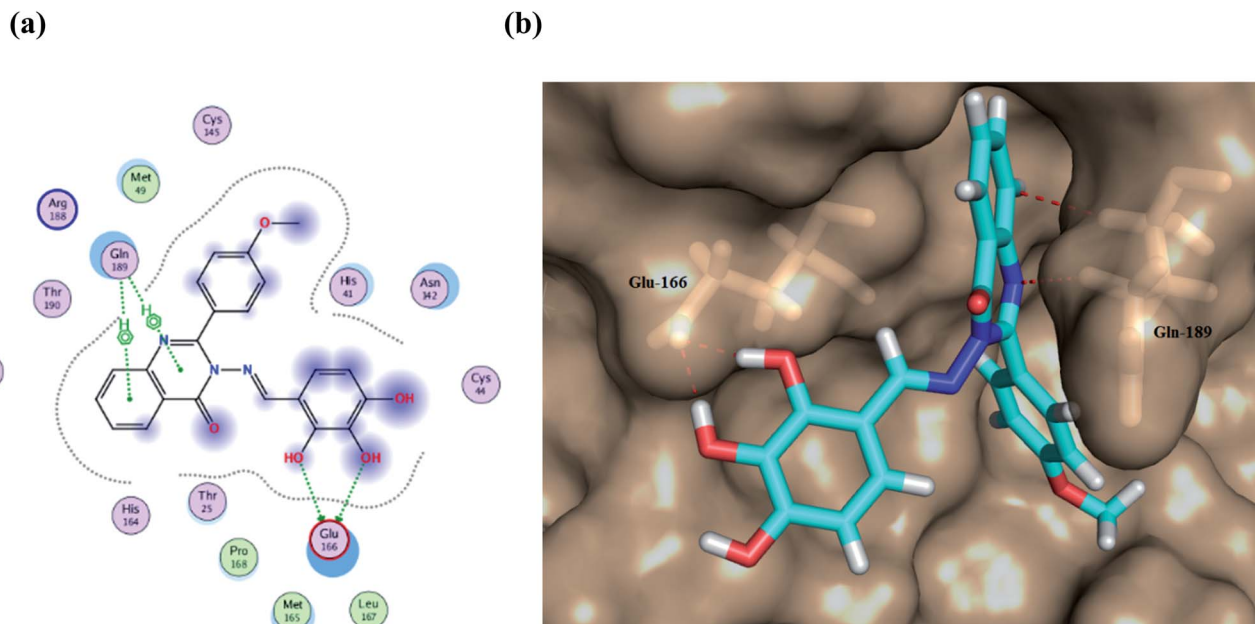 (a)
(b)
Cys
145
Met
49
Arg
188
Gln
189
Thr
190
His
41
Asn
142
Cys
44
His
164
Thr
25
Pro
168
Met
165
Leu
167
Glu
166
O
N
N
N
O
HO
OH
OH
H
H
Glu-166
Gln-189